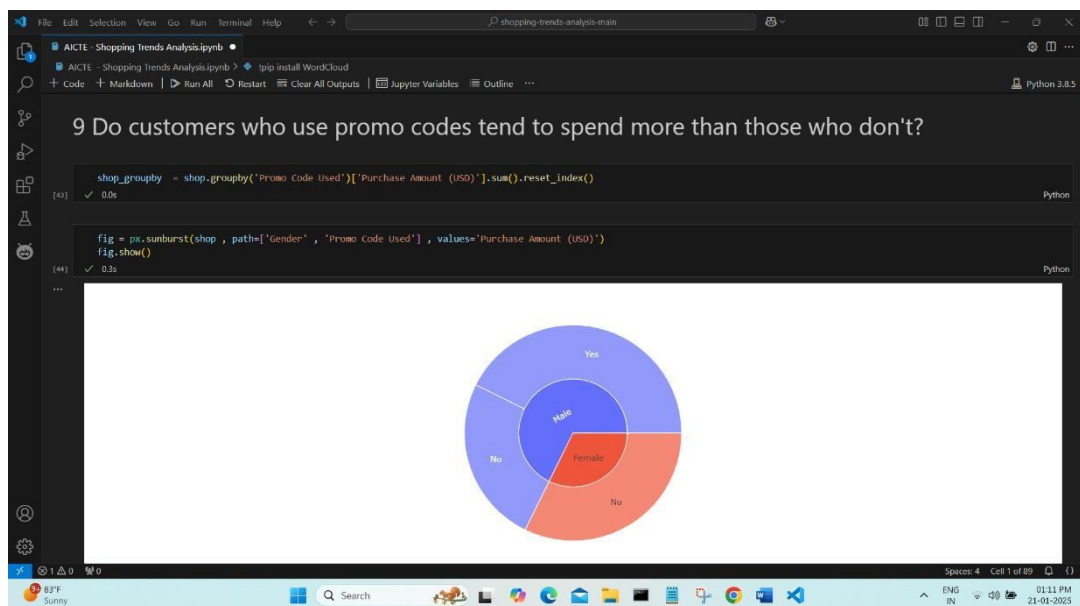 File Edit Selection View Go Run Terminal Help
shopping-trends-analysis-main
AICTE - Shopping Trends Analysis.ipynb
AICTE - Shopping Trends Analysis.ipynb > !pip install WordCloud
+ Code + Markdown | Run All Restart Clear All Outputs | Jupyter Variables Outline ...
Python 3.8.5
9 Do customers who use promo codes tend to spend more than those who don't?
shop_groupby = shop.groupby('Promo Code Used')['Purchase Amount (USD)'].sum().reset_index()
[43] ✓ 0.0s
Python
fig = px.sunburst(shop , path=['Gender' , 'Promo Code Used'] , values='Purchase Amount (USD)')
fig.show()
[44] ✓ 0.3s
Python
...
Yes
Male
No
Female
No
1 0 0
Spaces: 4 Cell 1 of 89
83°F
Sunny
Search
ENG
IN
01:11 PM
21-01-2025